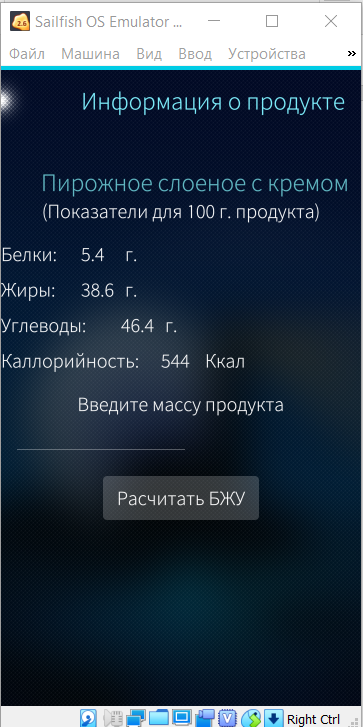 Sailfish OS Emulator ...
Файл Машина Вид Ввод Устройства »
Информация о продукте
Пирожное слоеное с кремом
(Показатели для 100 г. продукта)
Белки: 5.4 г.
Жиры: 38.6 г.
Углеводы: 46.4 г.
Каллорийность: 544 Ккал
Введите массу продукта
Расчитать БЖУ
Right Ctrl